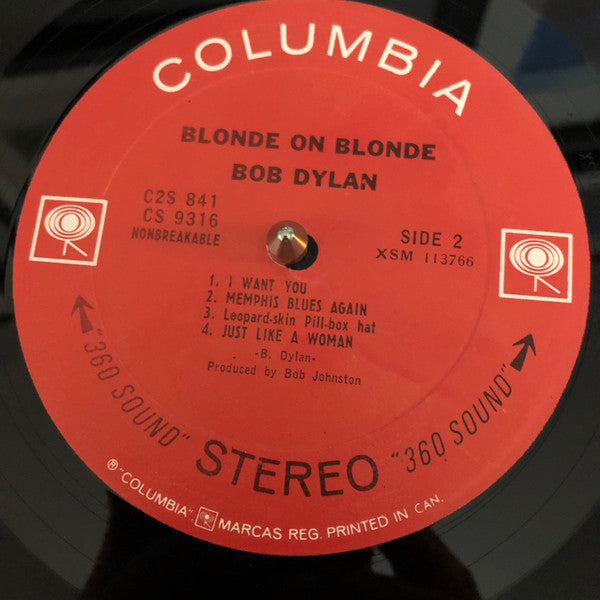 COLUMBIA
BLONDE ON BLONDE
BOB DYLAN
C2S 841
CS 9316
NONBREAKABLE
SIDE 2
XSM 113766
1. I WANT YOU
2. MEMPHIS BLUES AGAIN
3. Leopard-skin Pill-box hat
4. JUST LIKE A WOMAN
-B. Dylan-
Produced by Bob Johnston
"360 SOUND" STEREO "360 SOUND"
® "COLUMBIA" MARCAS REG. PRINTED IN CAN.